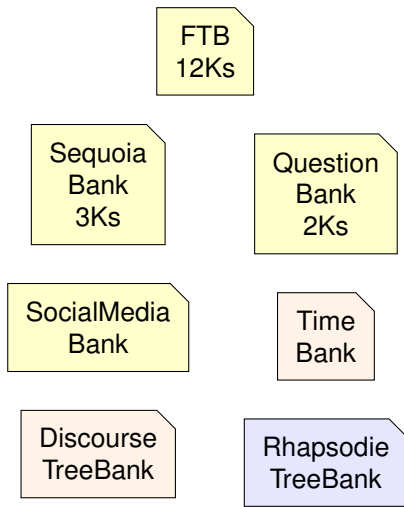 FTB
12Ks
Sequoia
Bank
3Ks
Question
Bank
2Ks
SocialMedia
Bank
Time
Bank
Discourse
TreeBank
Rhapsodie
TreeBank